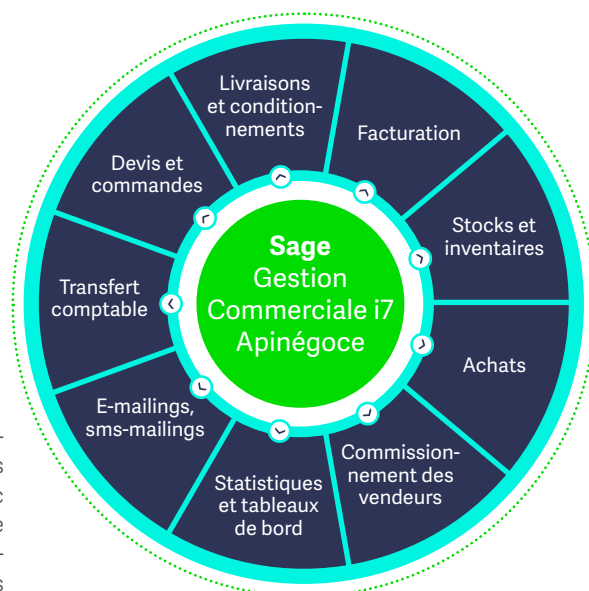 Livraisons
et condition-
nements
Facturation
Stocks et
inventaires
Achats
Commission-
nement des
vendeurs
Statistiques
et tableaux
de bord
E-mailings,
sms-mailings
Transfert
comptable
Devis et
commandes
Sage
Gestion
Commerciale i7
Apinégoce
-
s
c
e
-
s